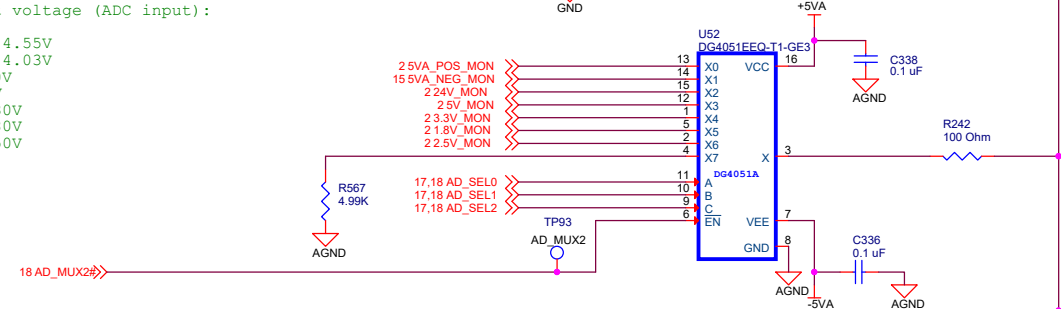 voltage (ADC input):
4.55V
4.03V
GND
+5VA
U52
DG4051EEQ-T1-GE3
2 5VA_POS_MON 13 X0 VCC 16
15 5VA_NEG_MON 14 X1
2 24V_MON 15 X2
2 5V_MON 12 X3
2 3.3V_MON 1 X4
2 1.8V_MON 5 X5
2 2.5V_MON 2 X6
4 X7 X 3
DG4051A
C338
0.1 uF
AGND
R242
100 Ohm
R567
4.99K
AGND
17,18 AD_SEL0 11 A
17,18 AD_SEL1 10 B
17,18 AD_SEL2 9 C
6 EN VEE 7
GND 8
TP93
AD_MUX2
18 AD_MUX2#
C336
0.1 uF
AGND
-5VA
AGND